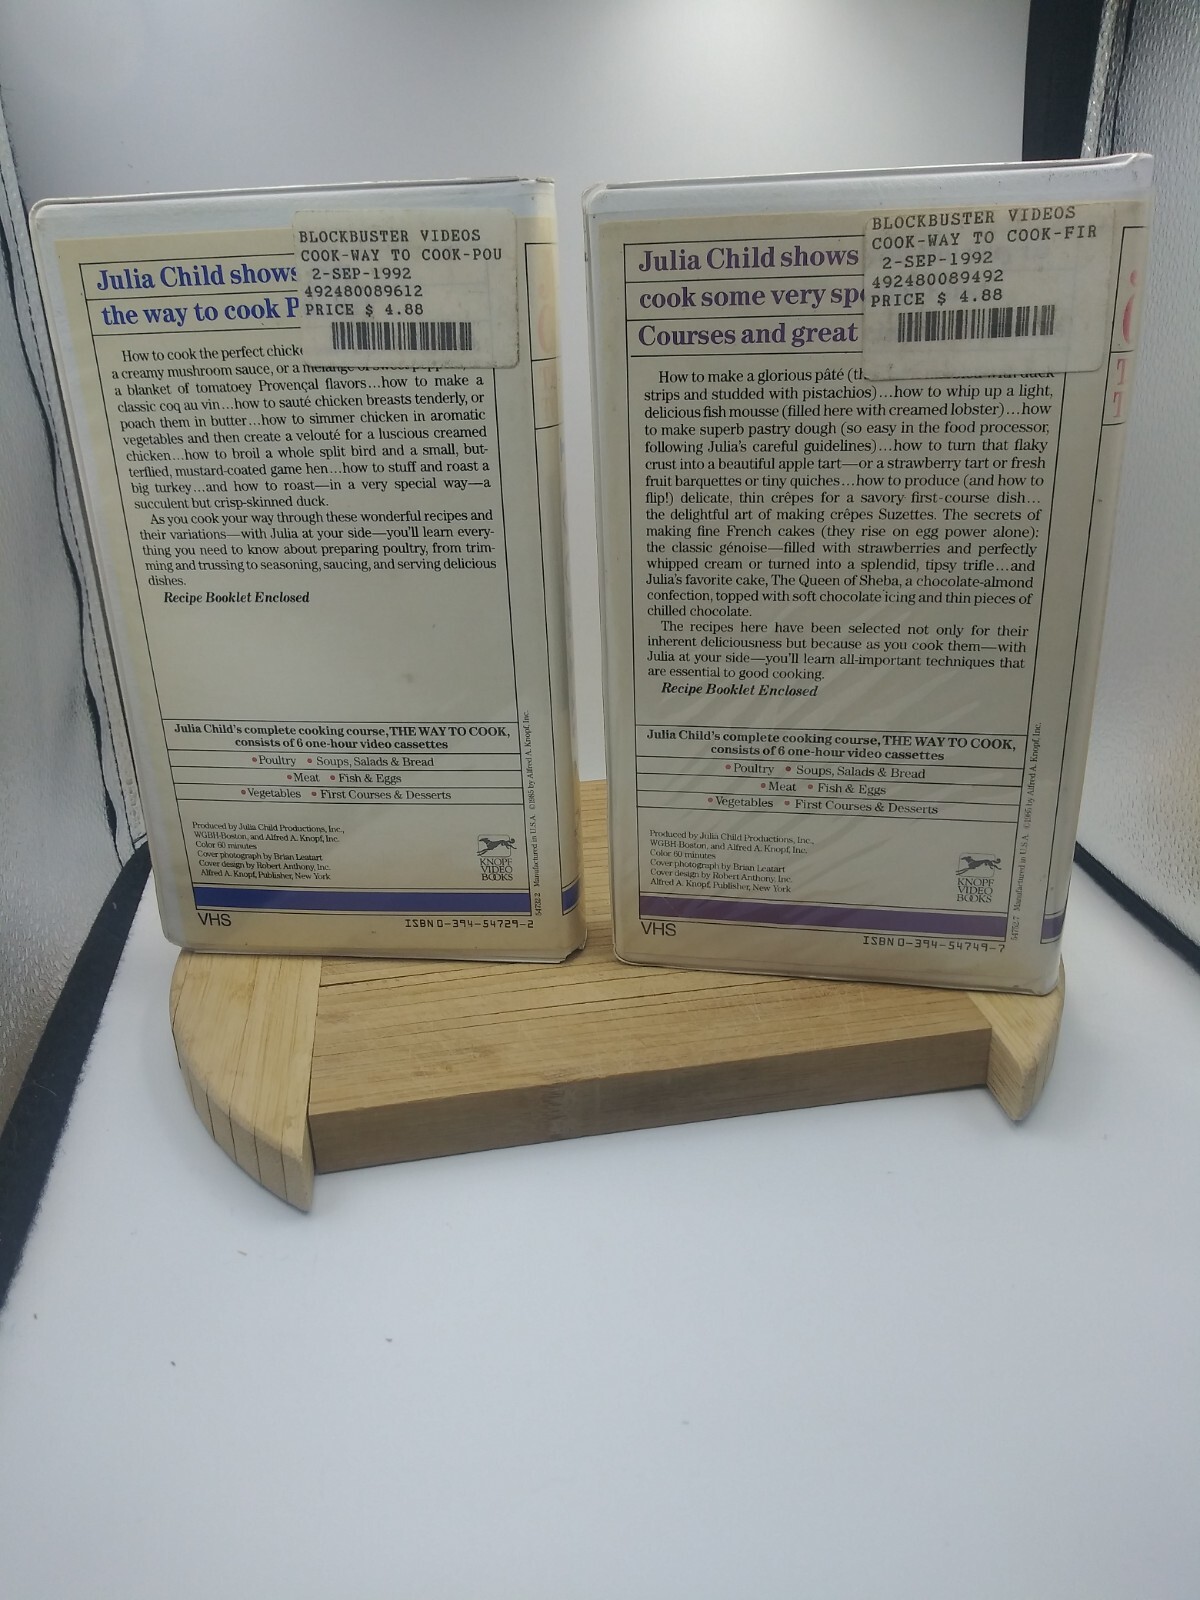 BLOCKBUSTER VIDEOS
COOK-WAY TO COOK-POU
2-SEP-1992
492480089612
PRICE $ 4.88
Julia Child shows
the way to cook P
How to cook the perfect chick
a creamy mushroom sauce, or a melange of sweet
a blanket of tomatoey Provençal flavors...how to make a
classic coq au vin...how to sauté chicken breasts tenderly, or
poach them in butter...how to simmer chicken in aromatic
vegetables and then create a velouté for a luscious creamed
chicken...how to broil a whole split bird and a small, but-
terflied, mustard-coated game hen...how to stuff and roast a
big turkey...and how to roast—in a very special way—a
succulent but crisp-skinned duck.
As you cook your way through these wonderful recipes and
their variations—with Julia at your side—you'll learn every-
thing you need to know about preparing poultry, from trim-
ming and trussing to seasoning, saucing, and serving delicious
dishes.
Recipe Booklet Enclosed
Julia Child's complete cooking course, THE WAY TO COOK,
consists of 6 one-hour video cassettes
• Poultry • Soups, Salads & Bread
• Meat • Fish & Eggs
• Vegetables • First Courses & Desserts
Produced by Julia Child Productions, Inc.,
WGBH-Boston, and Alfred A. Knopf, Inc.
Color 60 minutes
Cover photograph by Brian Leatart
Cover design by Robert Anthony, Inc.
Alfred A. Knopf, Publisher, New York
KNOPF
VIDEO
BOOKS
Manufactured in U.S.A. ©1985 by Alfred A. Knopf, Inc.
VHS
ISBN 0-394-54729-2
BLOCKBUSTER VIDEOS
COOK-WAY TO COOK-FIR
2-SEP-1992
492480089492
PRICE $ 4.88
Julia Child shows
cook some very spe
Courses and great
How to make a glorious pâté (th with duck
strips and studded with pistachios)...how to whip up a light,
delicious fish mousse (filled here with creamed lobster)...how
to make superb pastry dough (so easy in the food processor,
following Julia's careful guidelines)...how to turn that flaky
crust into a beautiful apple tart—or a strawberry tart or fresh
fruit barquettes or tiny quiches...how to produce (and how to
flip!) delicate, thin crêpes for a savory first-course dish...
the delightful art of making crêpes Suzettes. The secrets of
making fine French cakes (they rise on egg power alone):
the classic génoise—filled with strawberries and perfectly
whipped cream or turned into a splendid, tipsy trifle...and
Julia's favorite cake, The Queen of Sheba, a chocolate-almond
confection, topped with soft chocolate icing and thin pieces of
chilled chocolate.
The recipes here have been selected not only for their
inherent deliciousness but because as you cook them—with
Julia at your side—you'll learn all-important techniques that
are essential to good cooking.
Recipe Booklet Enclosed
Julia Child's complete cooking course, THE WAY TO COOK,
consists of 6 one-hour video cassettes
• Poultry • Soups, Salads & Bread
• Meat • Fish & Eggs
• Vegetables • First Courses & Desserts
Produced by Julia Child Productions, Inc.,
WGBH Boston, and Alfred A. Knopf, Inc.
Color 60 minutes
Cover photograph by Brian Leatart
Cover design by Robert Anthony, Inc.
Alfred A. Knopf, Publisher, New York
KNOPF
VIDEO
BOOKS
Manufactured in U.S.A. ©1985 by Alfred A. Knopf, Inc.
VHS
ISBN 0-394-54749-7